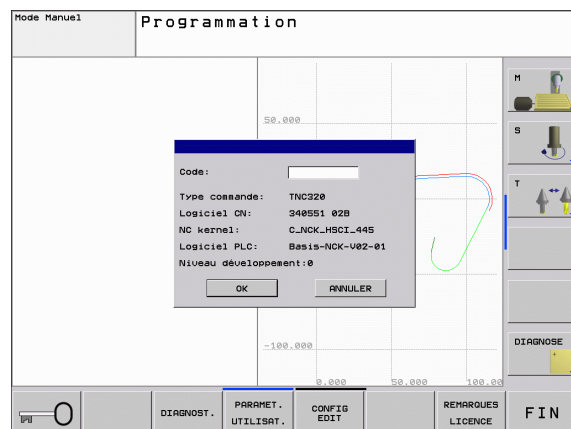 Mode Manuel
Programmation
M
50.000
S
Code:
Type commande: TNC320
Logiciel CN: 340551 02B
NC kernel: C_NCK_HSCI_445
Logiciel PLC: Basis-NCK-V02-01
Niveau développement:0
OK ANNULER
T
-100.000
DIAGNOSE
0.000 50.000 100.00
DIAGNOST.
PARAMET.
UTILISAT.
CONFIG
EDIT
REMARQUES
LICENCE
FIN